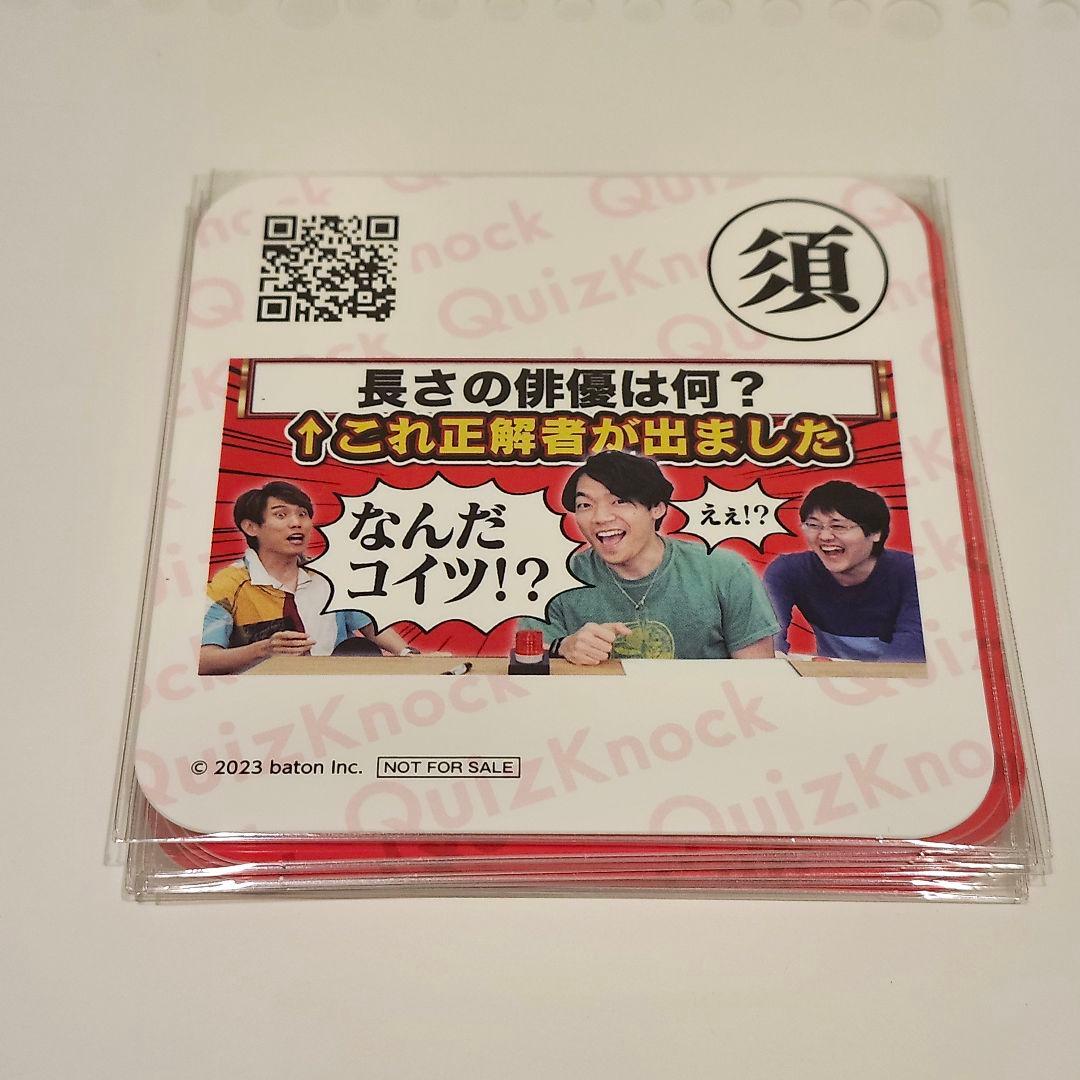 QuizKnock
須
長さの俳優は何？
↑これ正解者が出ました
なんだ
コイツ!?
えぇ!?
© 2023 baton Inc. NOT FOR SALE